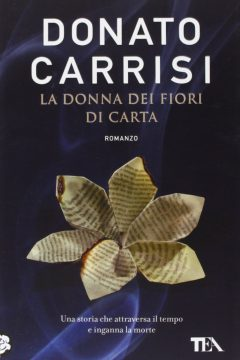 DONATO
CARRISI
LA DONNA DEI FIORI
DI CARTA
ROMANZO
Una storia che attraversa il tempo
e inganna la morte
TEA